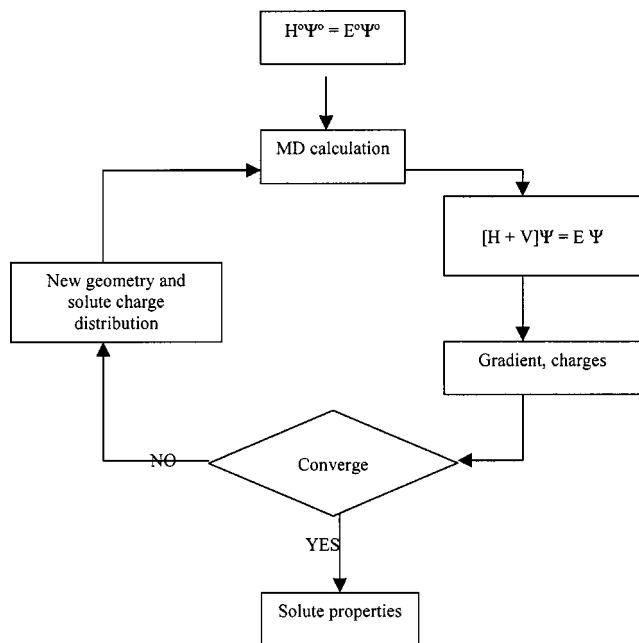 H°Ψ° = E°Ψ°
MD calculation
[H + V]Ψ = E Ψ
New geometry and
solute charge
distribution
Gradient, charges
NO
Converge
YES
Solute properties